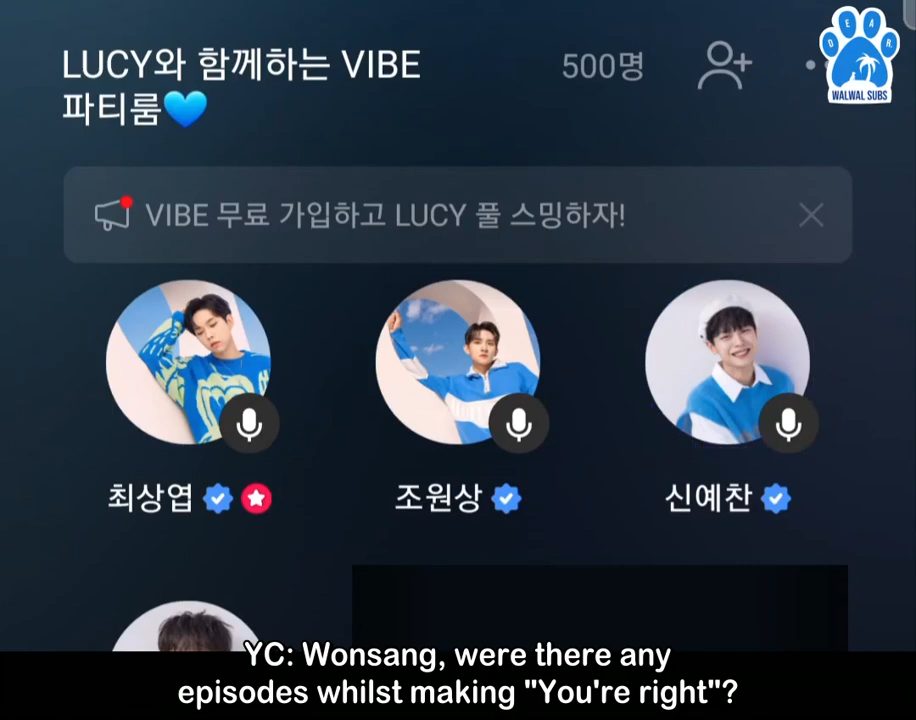 LUCY와 함께하는 VIBE
파티룸💙
500명
D E A R.
WALWAL SUBS
VIBE 무료 가입하고 LUCY 풀 스밍하자!
최상엽
조원상
신예찬
YC: Wonsang, were there any
episodes whilst making "You're right"?